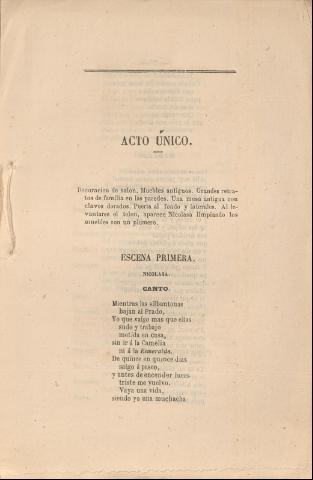 ACTO ÚNICO.
Decoracion de salon. Muebles antiguos. Grandes retra-
tos de familia en las paredes. Una mesa antigua con
clavos dorados. Puerta al fondo y laterales. Al le-
vantarse el telon, aparece Nicolasa limpiando los
muebles con un plumero.
ESCENA PRIMERA.
NICOLASA.
CANTO.
Mientras las silbantonas
bajan al Prado,
Yo que valgo mas que ellas
sudo y trabajo
metida en casa,
sin ir á la Camelia
ni á la Esmeralda.
De quince en quince dias
salgo á paseo,
y antes de encender luces
triste me vuelvo.
Vaya una vida,
siendo yo una muchacha